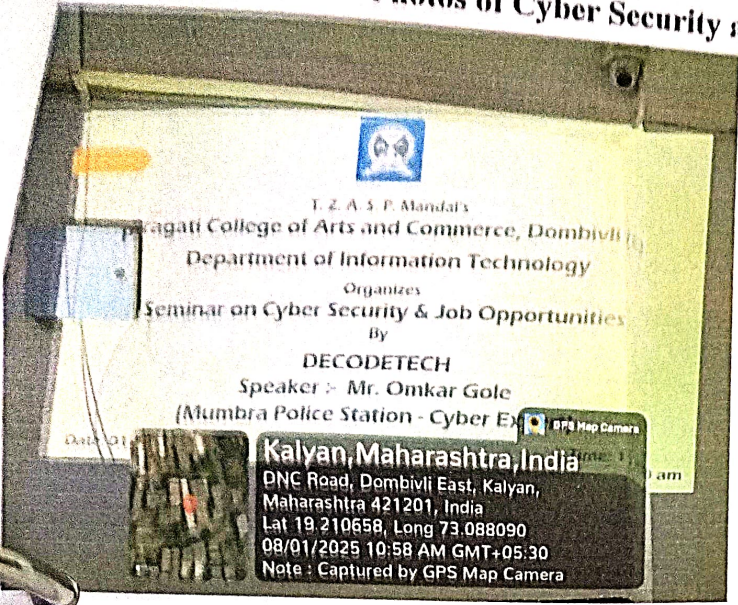 of Cyber Security
T. Z. A. S. P. Mandal's
Pragati College of Arts and Commerce, Dombivli
Department of Information Technology
Organizes
Seminar on Cyber Security & Job Opportunities
By
DECODETECH
Speaker :- Mr. Omkar Gole
(Mumbra Police Station - Cyber
am
GPS Map Camera
Kalyan,Maharashtra,India
DNC Road, Dombivli East, Kalyan,
Maharashtra 421201, India
Lat 19.210658, Long 73.088090
08/01/2025 10:58 AM GMT+05:30
Note : Captured by GPS Map Camera